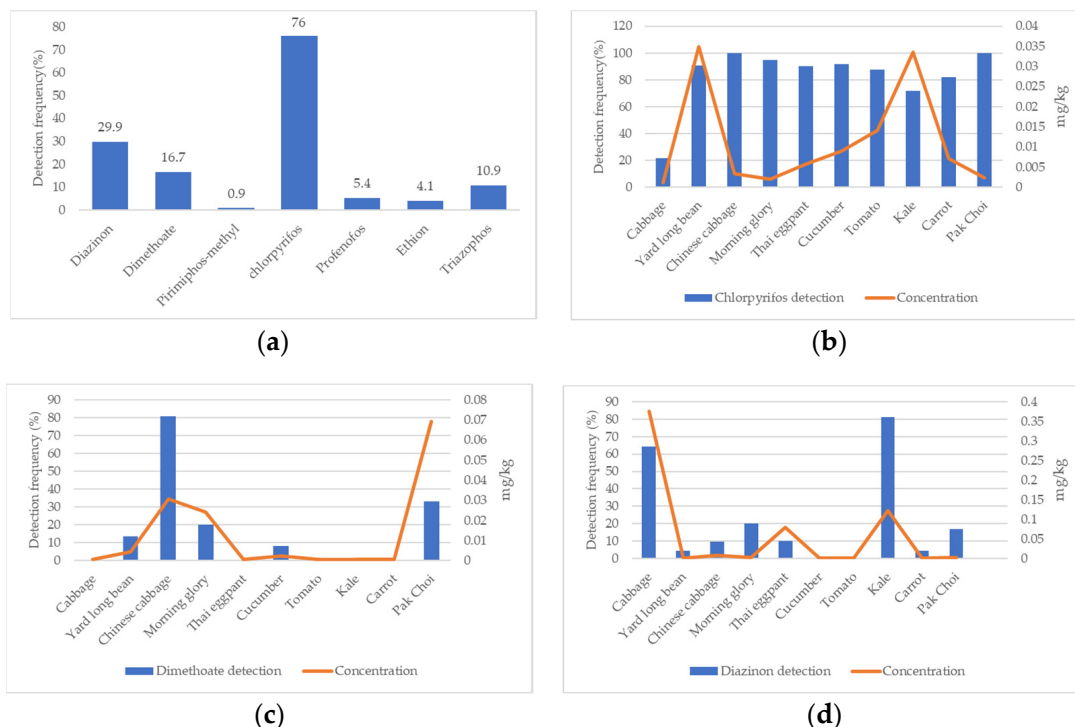 Detection frequency(%)
80
70
60
50
40
30
20
10
0
29.9
16.7
0.9
76
5.4
4.1
10.9
Diazinon
Dimethoate
Pirimiphos-methyl
chlorpyrifos
Profenofos
Ethion
Triazophos
(a)
Detection frequency (%)
120
100
80
60
40
20
0
0.04
0.035
0.03
0.025
0.02
0.015
0.01
0.005
0
mg/kg
Cabbage
Yard long bean
Chinese cabbage
Morning glory
Thai eggpant
Cucumber
Tomato
Kale
Carrot
Pak Choi
Chlorpyrifos detection Concentration
(b)
Detection frequency (%)
90
80
70
60
50
40
30
20
10
0
0.08
0.07
0.06
0.05
0.04
0.03
0.02
0.01
0
mg/kg
Cabbage
Yard long bean
Chinese cabbage
Morning glory
Thai eggpant
Cucumber
Tomato
Kale
Carrot
Pak Choi
Dimethoate detection Concentration
(c)
Detection frequency (%)
90
80
70
60
50
40
30
20
10
0
0.4
0.35
0.3
0.25
0.2
0.15
0.1
0.05
0
mg/kg
Cabbage
Yard long bean
Chinese cabbage
Morning glory
Thai eggpant
Cucumber
Tomato
Kale
Carrot
Pak Choi
Diazinon detection Concentration
(d)